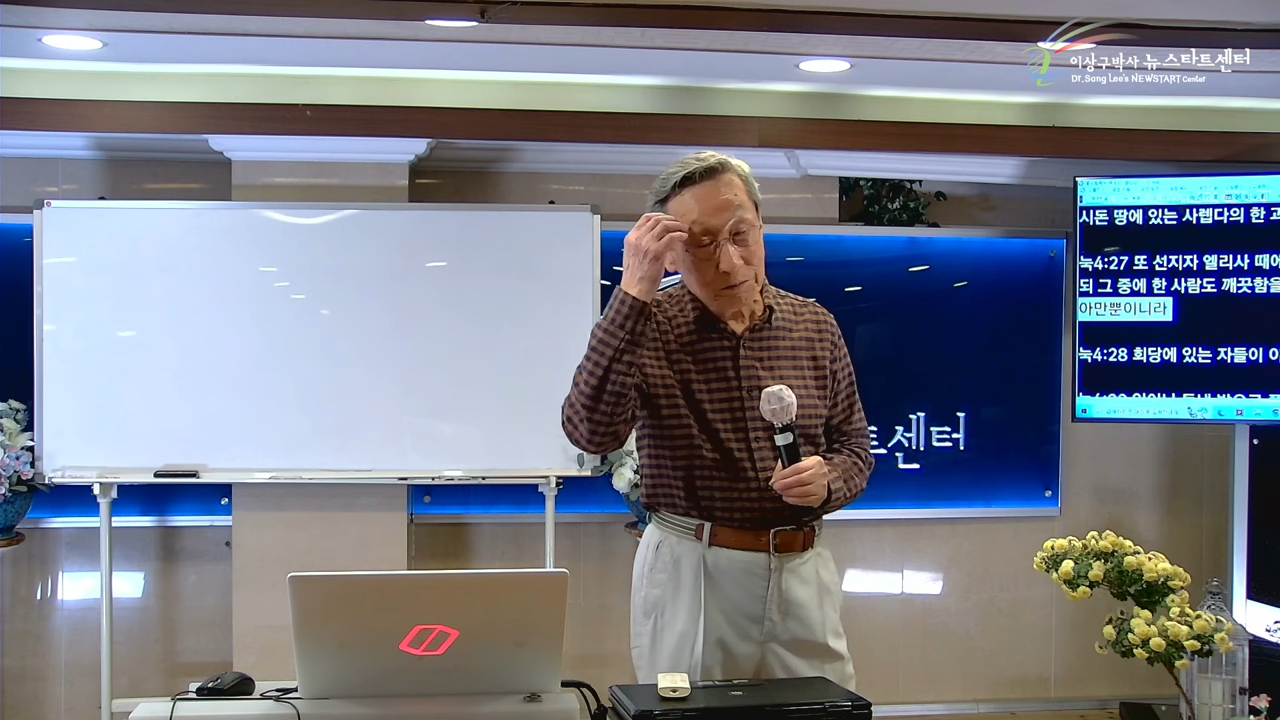 이상구박사 뉴스타트센터
Dr. Sang Lee's NEWSTART Center
시돈 땅에 있는 사렙다의 한 과
눅4:27 또 선지자 엘리사 때에
되 그 중에 한 사람도 깨끗함을
아만뿐이니라
눅4:28 회당에 있는 자들이 이
트센터